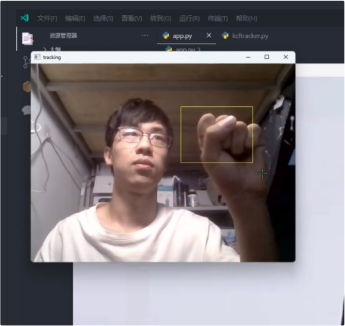 文件(F) 编辑(E) 选择(S) 查看(V) 转到(G) 运行(R) 终端(T) 帮助(H)
资源管理器 ... app.py × kcftracker.py
tracking